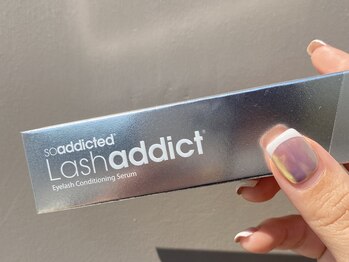 soaddicted®
Lashaddict®
Eyelash Conditioning Serum